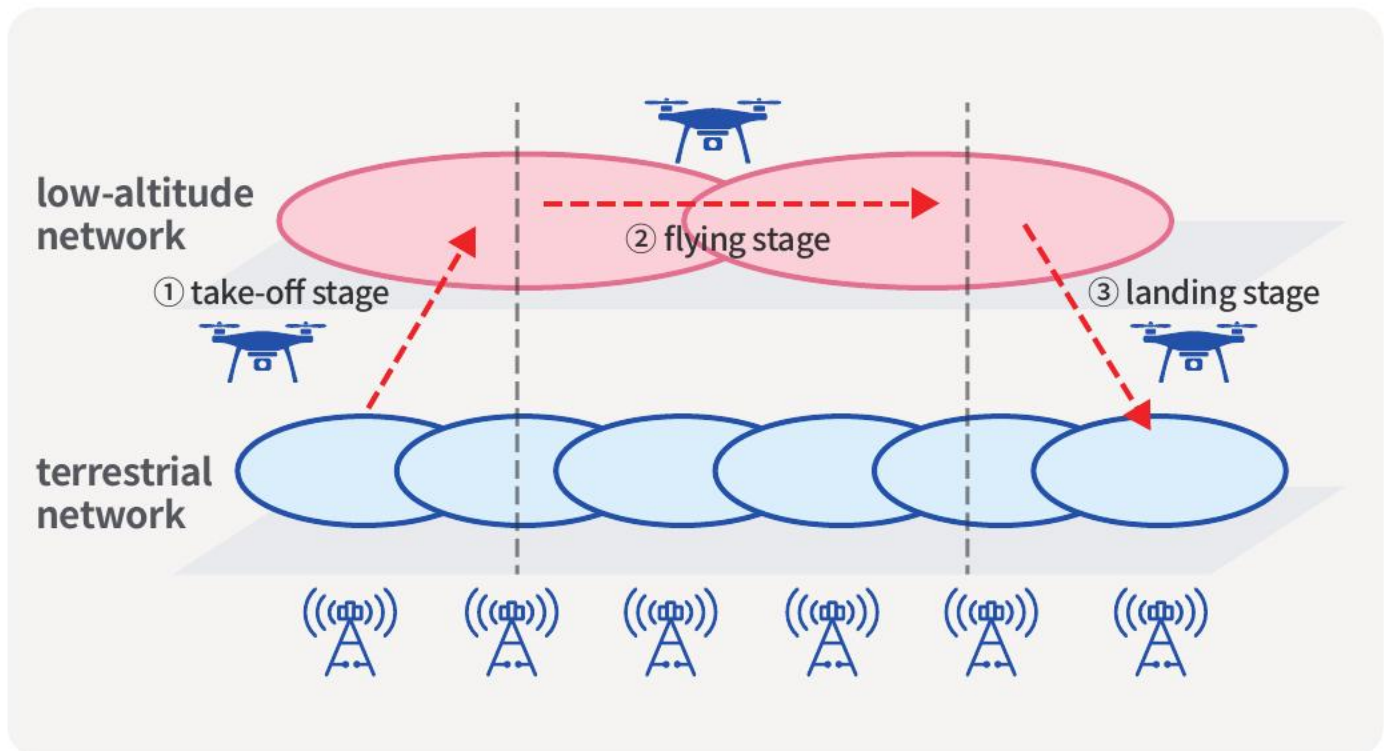 low-altitude
network
② flying stage
① take-off stage
③ landing stage
terrestrial
network